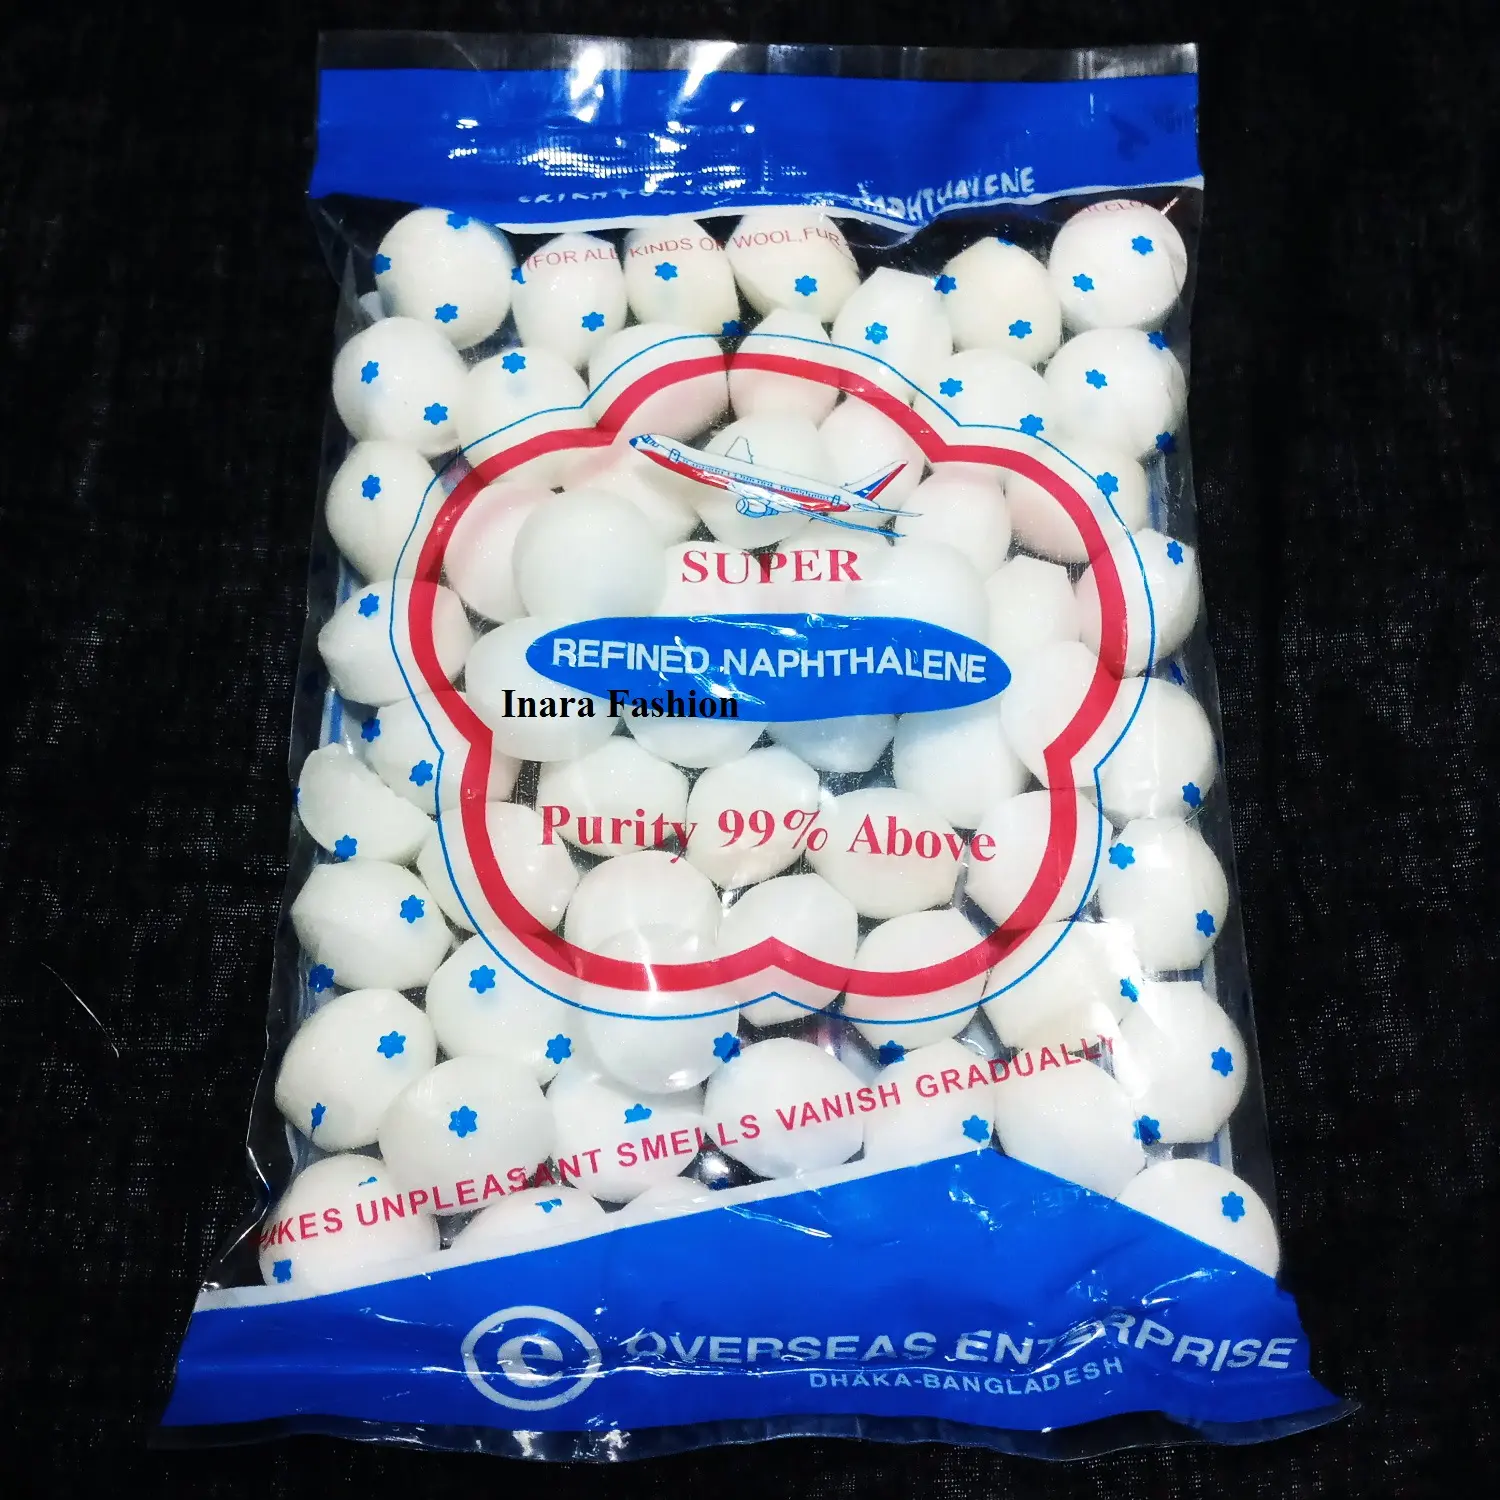 NAPHTHALENE
(FOR ALL KINDS OF WOOL, FUR
SUPER
REFINED NAPHTHALENE
Inara Fashion
Purity 99% Above
MAKES UNPLEASANT SMELLS VANISH GRADUALLY
e OVERSEAS ENTERPRISE
DHAKA-BANGLADESH